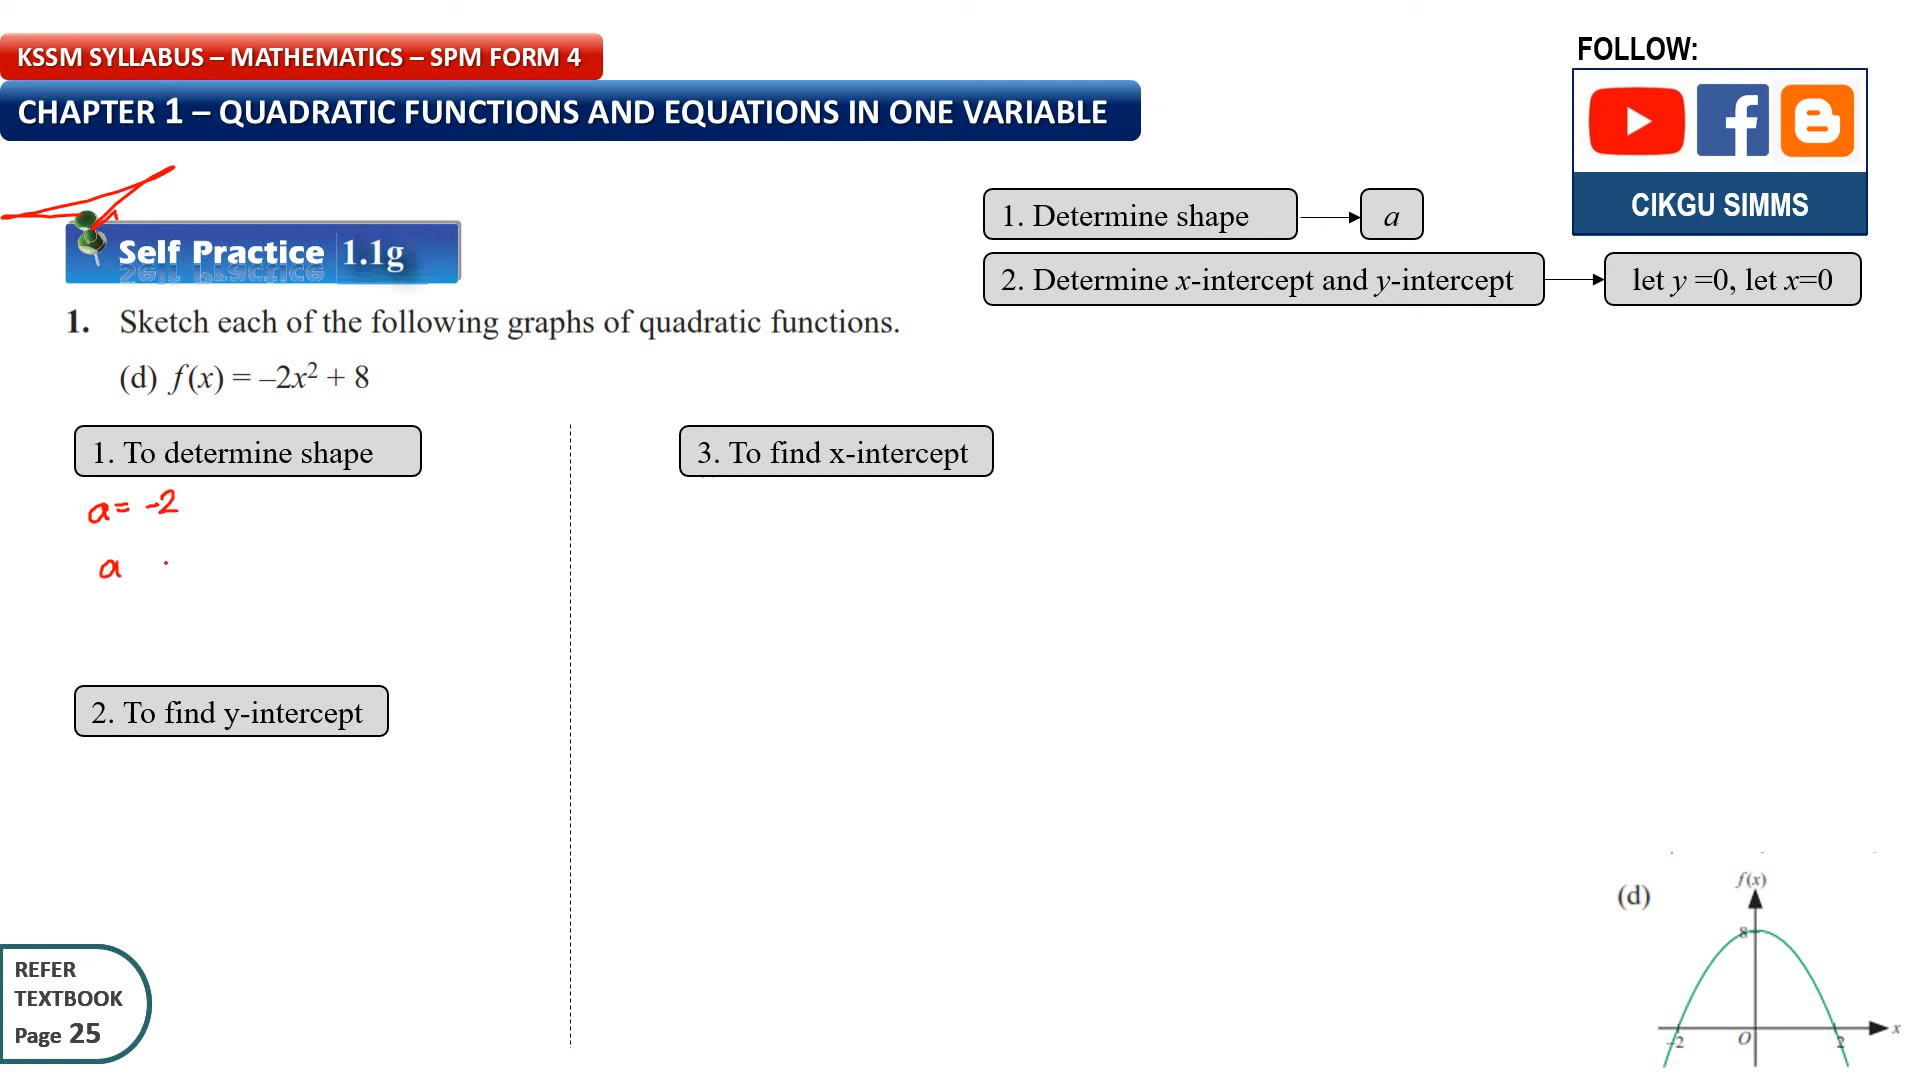 KSSM SYLLABUS – MATHEMATICS – SPM FORM 4
CHAPTER 1 – QUADRATIC FUNCTIONS AND EQUATIONS IN ONE VARIABLE
FOLLOW:
CIKGU SIMMS
1. Determine shape
a
2. Determine x-intercept and y-intercept
let y =0, let x=0
Self Practice 1.1g
1. Sketch each of the following graphs of quadratic functions.
(d) f(x) = –2x² + 8
1. To determine shape
a = -2
a
2. To find y-intercept
3. To find x-intercept
REFER
TEXTBOOK
Page 25
(d)
f(x)
8
-2
O
2
x